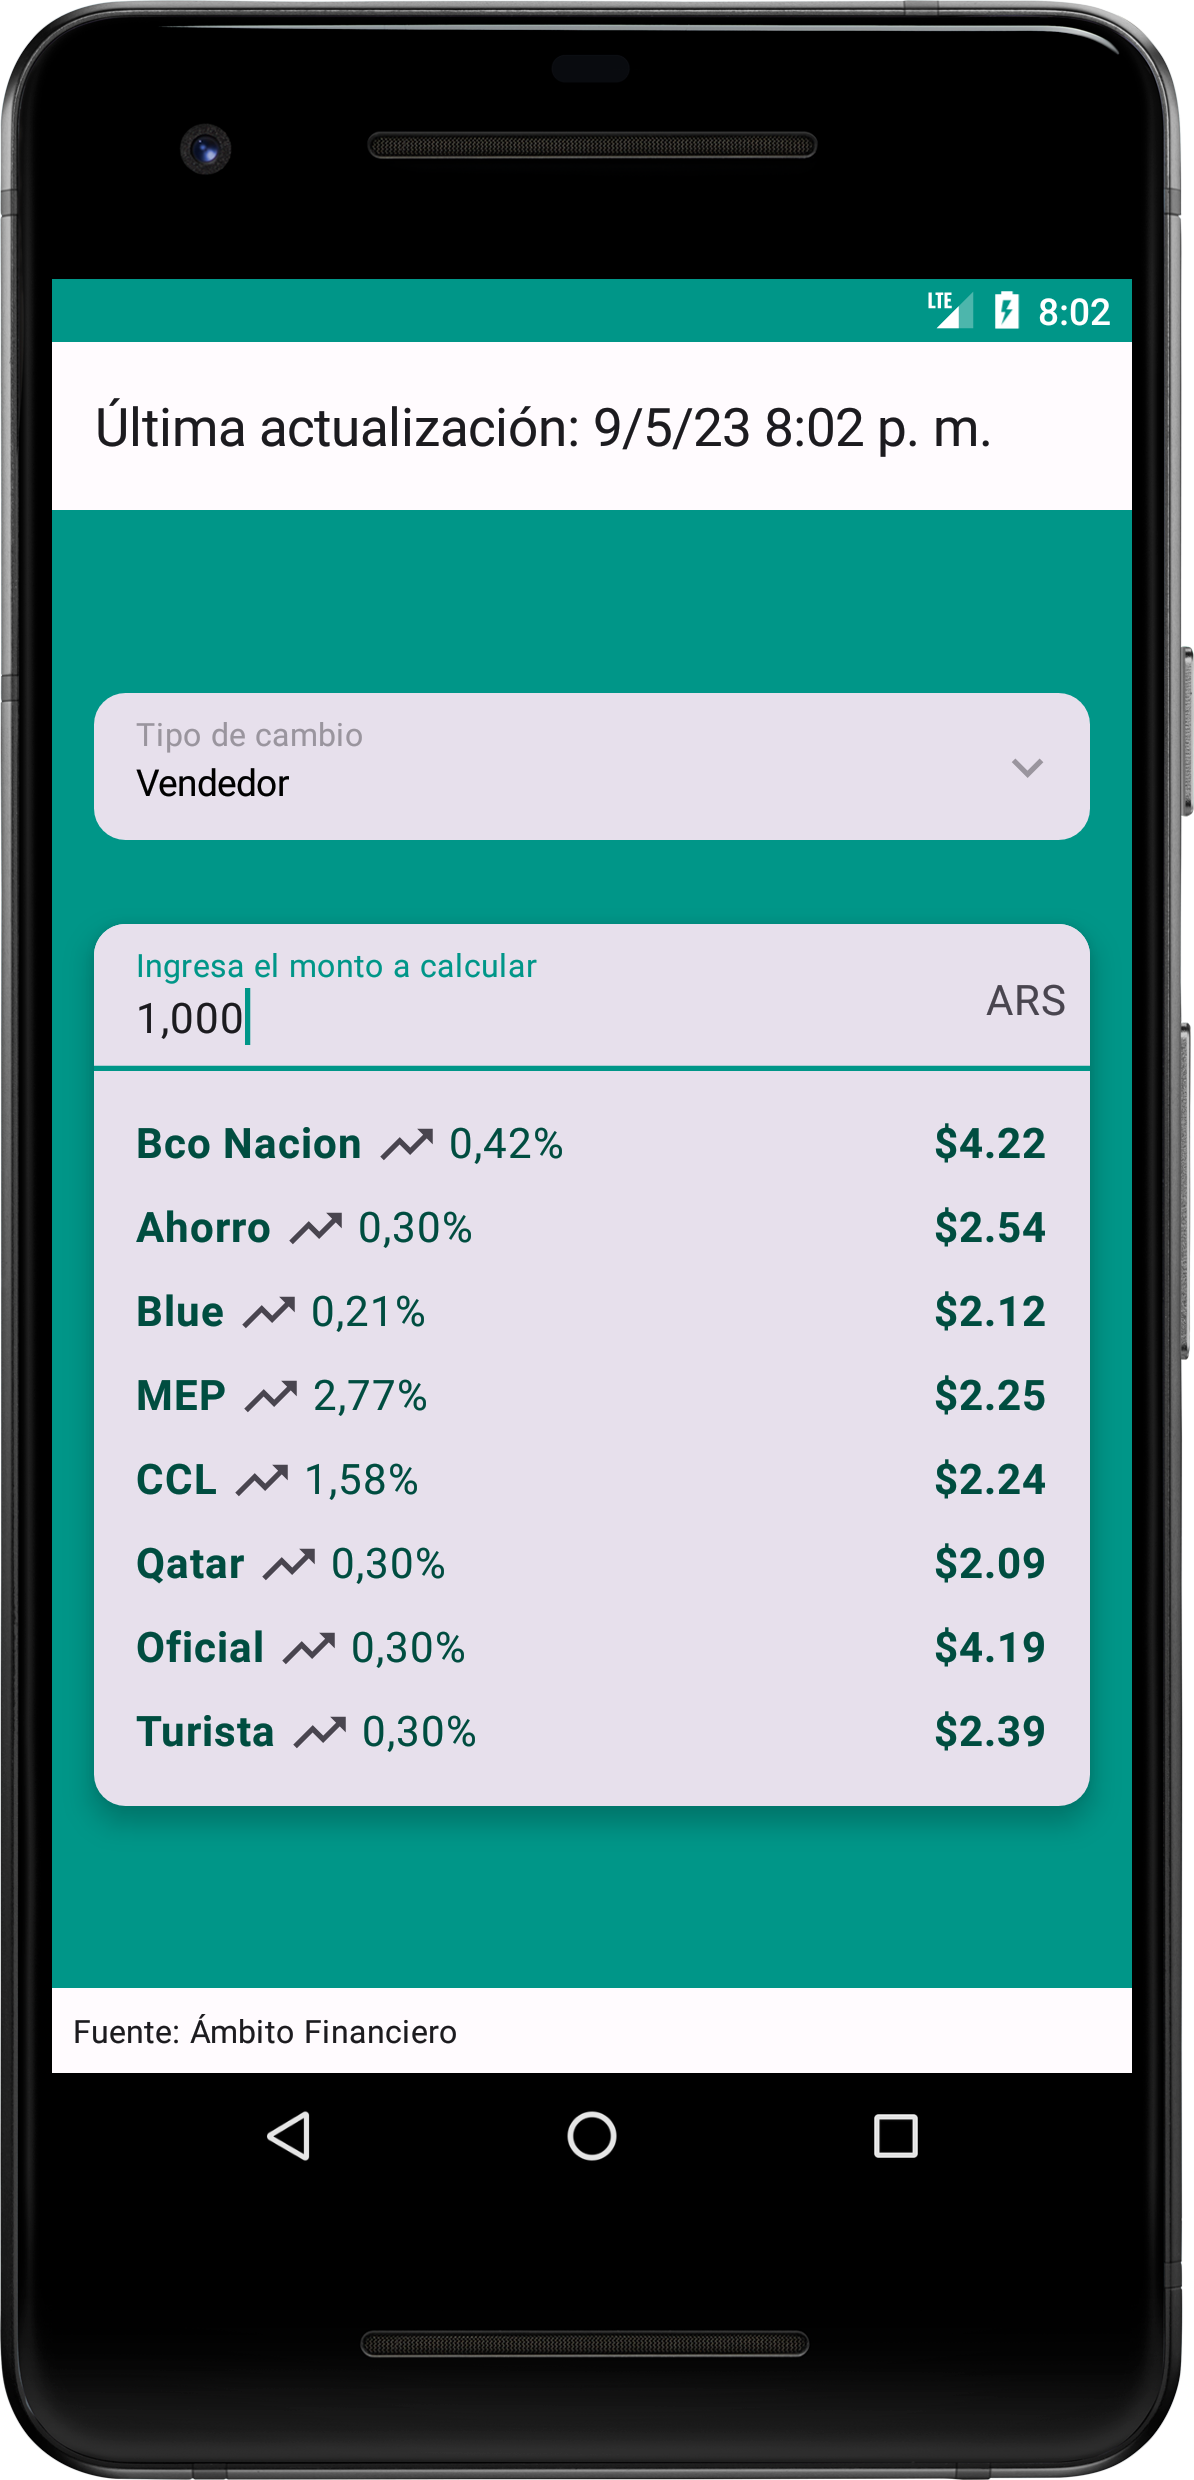 LTE 8:02
Última actualización: 9/5/23 8:02 p. m.
Tipo de cambio
Vendedor
Ingresa el monto a calcular
1,000 ARS
Bco Nacion 0,42% $4.22
Ahorro 0,30% $2.54
Blue 0,21% $2.12
MEP 2,77% $2.25
CCL 1,58% $2.24
Qatar 0,30% $2.09
Oficial 0,30% $4.19
Turista 0,30% $2.39
Fuente: Ámbito Financiero